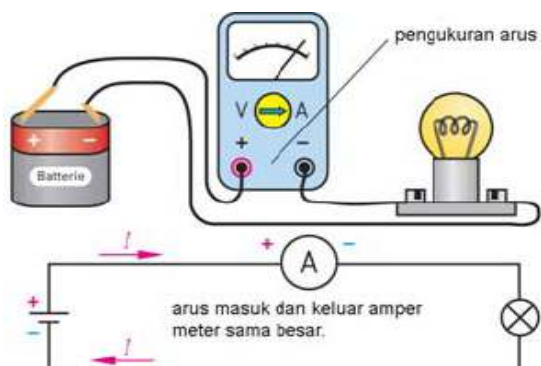 pengukuran arus
V A
+ -
+ -
Batterie
I
+ -
A
+
-
arus masuk dan keluar amper
meter sama besar.
I